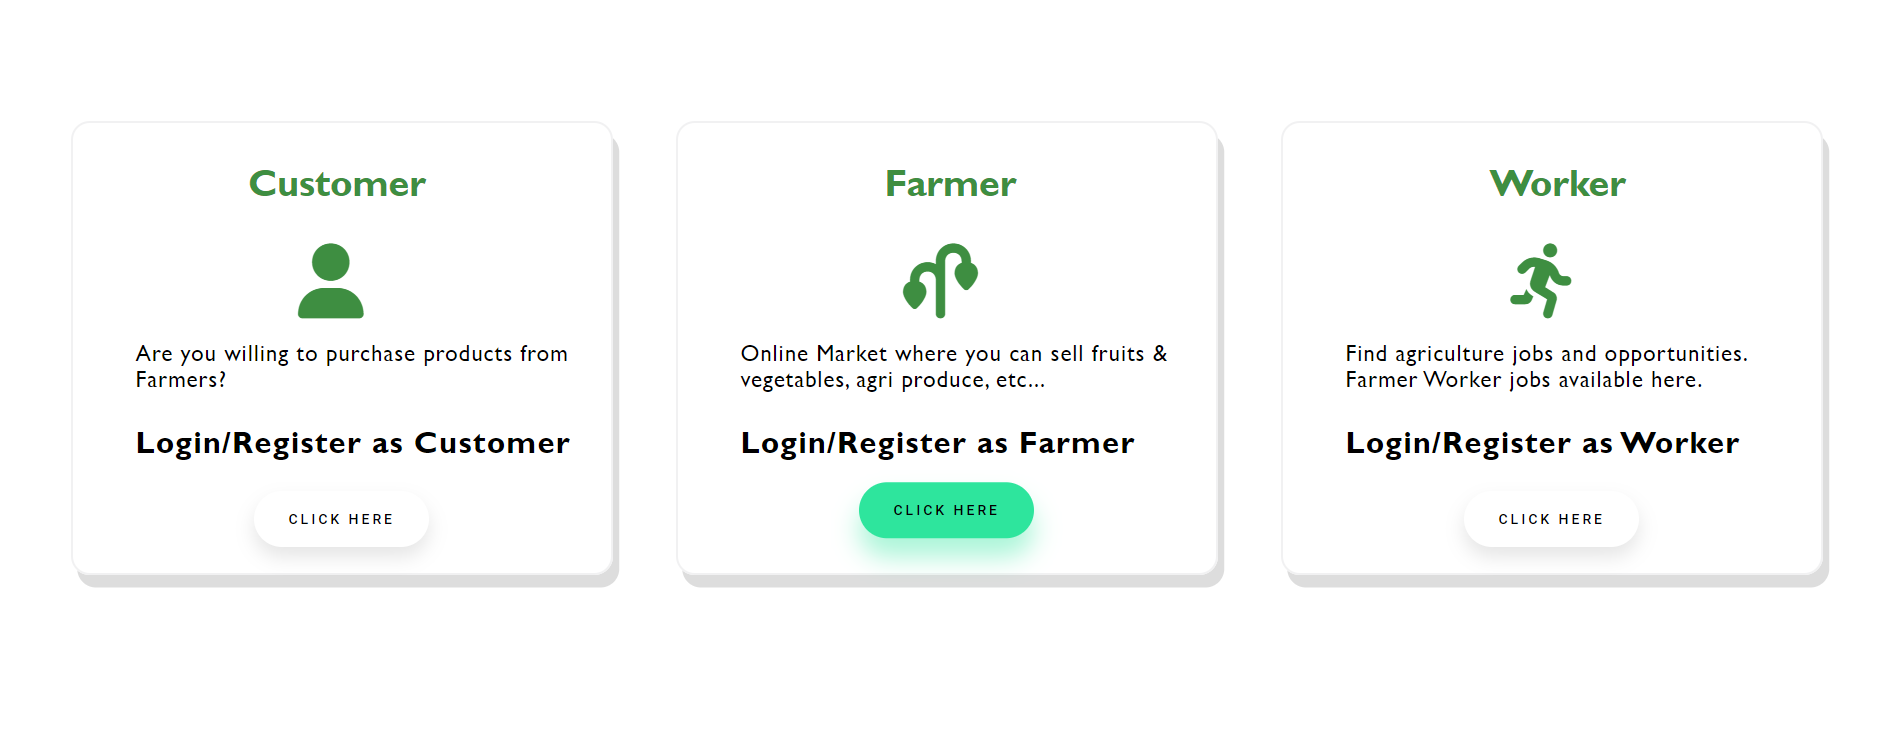 Customer
Are you willing to purchase products from
Farmers?
Login/Register as Customer
CLICK HERE
Farmer
Online Market where you can sell fruits &
vegetables, agri produce, etc...
Login/Register as Farmer
CLICK HERE
Worker
Find agriculture jobs and opportunities.
Farmer Worker jobs available here.
Login/Register as Worker
CLICK HERE